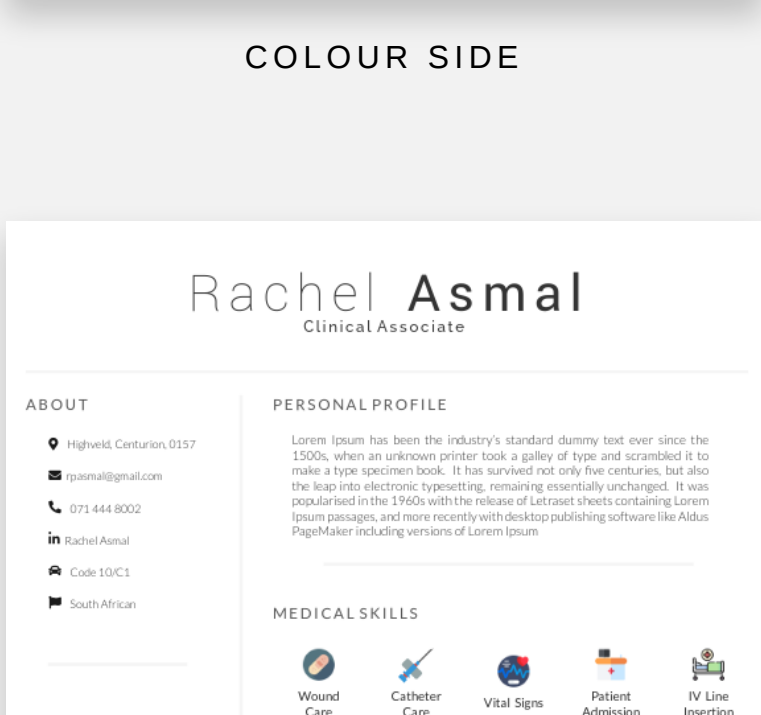 COLOUR SIDE
Rachel Asmal
Clinical Associate
ABOUT
Highveld, Centurion, 0157
rpasmal@gmail.com
071 444 8002
in Rachel Asmal
Code 10/C1
South African
PERSONAL PROFILE
Lorem Ipsum has been the industry's standard dummy text ever since the
1500s, when an unknown printer took a galley of type and scrambled it to
make a type specimen book. It has survived not only five centuries, but also
the leap into electronic typesetting, remaining essentially unchanged. It was
popularised in the 1960s with the release of Letraset sheets containing Lorem
Ipsum passages, and more recently with desktop publishing software like Aldus
PageMaker including versions of Lorem Ipsum
MEDICAL SKILLS
Wound Care
Catheter Care
Vital Signs
Patient Admission
IV Line Insertion